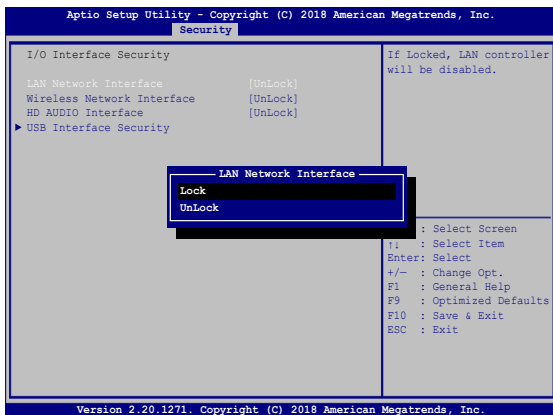 Aptio Setup Utility - Copyright (C) 2018 American Megatrends, Inc.
Security
I/O Interface Security
LAN Network Interface [UnLock]
Wireless Network Interface [UnLock]
HD AUDIO Interface [UnLock]
USB Interface Security
If Locked, LAN controller
will be disabled.
LAN Network Interface
Lock
UnLock
: Select Screen
↑↓ : Select Item
Enter: Select
+/— : Change Opt.
F1 : General Help
F9 : Optimized Defaults
F10 : Save & Exit
ESC : Exit
Version 2.20.1271. Copyright (C) 2018 American Megatrends, Inc.